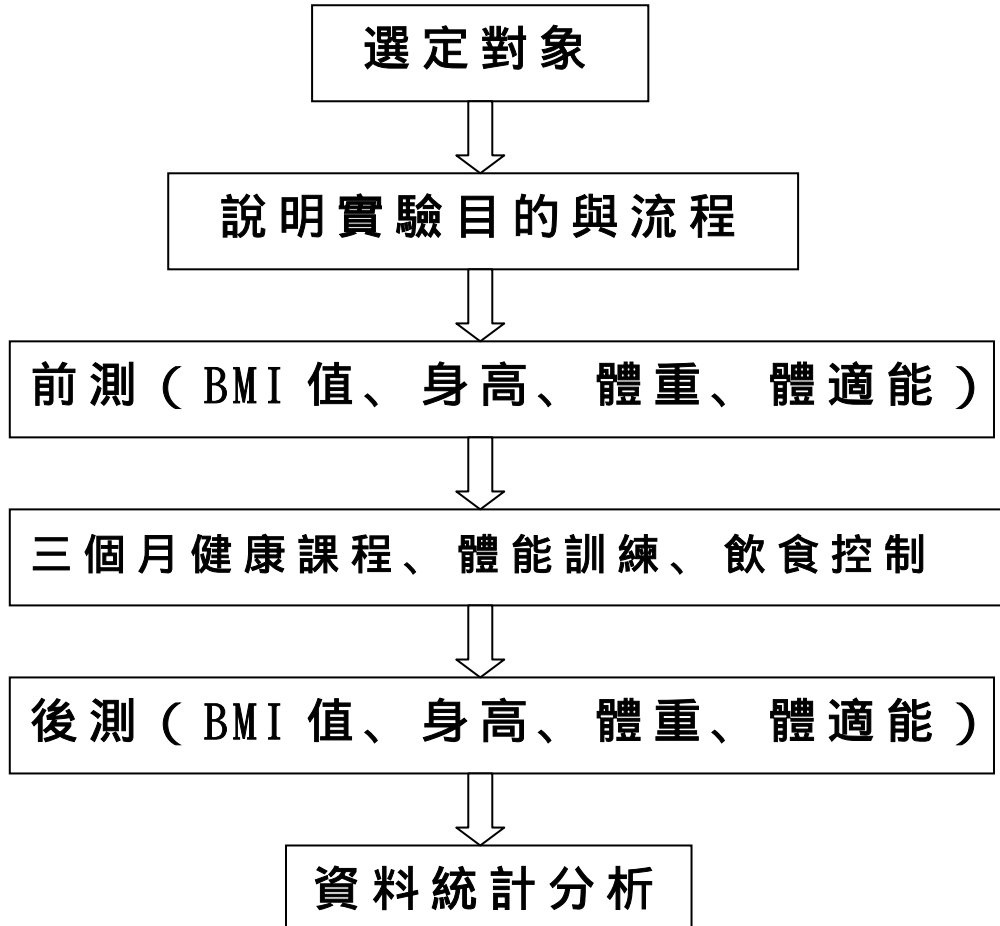 選定對象
說明實驗目的與流程
前測（BMI值、身高、體重、體適能）
三個月健康課程、體能訓練、飲食控制
後測（BMI值、身高、體重、體適能）
資料統計分析